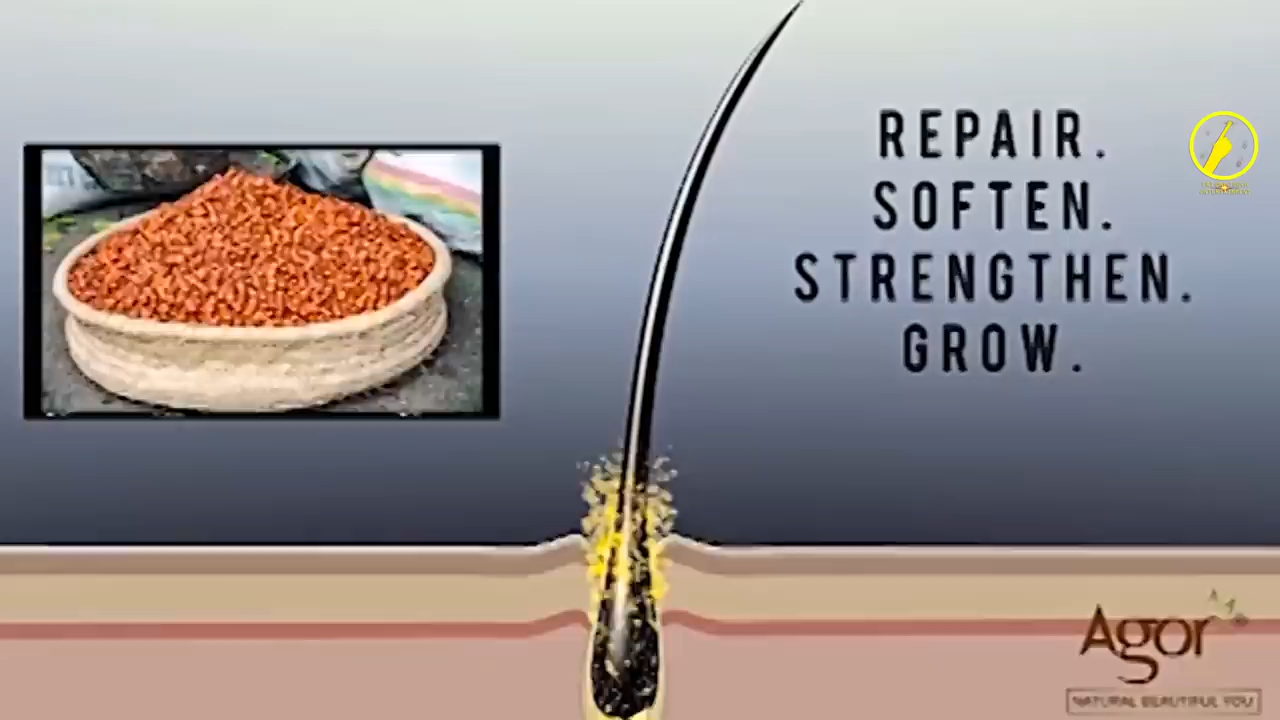 REPAIR.
SOFTEN.
STRENGTHEN.
GROW.
Agor
NATURAL BEAUTIFUL YOU